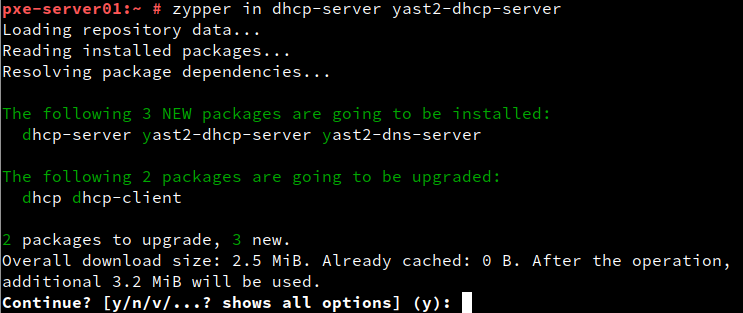 pxe-server01:~ # zypper in dhcp-server yast2-dhcp-server
Loading repository data...
Reading installed packages...
Resolving package dependencies...
The following 3 NEW packages are going to be installed:
dhcp-server yast2-dhcp-server yast2-dns-server
The following 2 packages are going to be upgraded:
dhcp dhcp-client
2 packages to upgrade, 3 new.
Overall download size: 2.5 MiB. Already cached: 0 B. After the operation,
additional 3.2 MiB will be used.
Continue? [y/n/v/...? shows all options] (y):